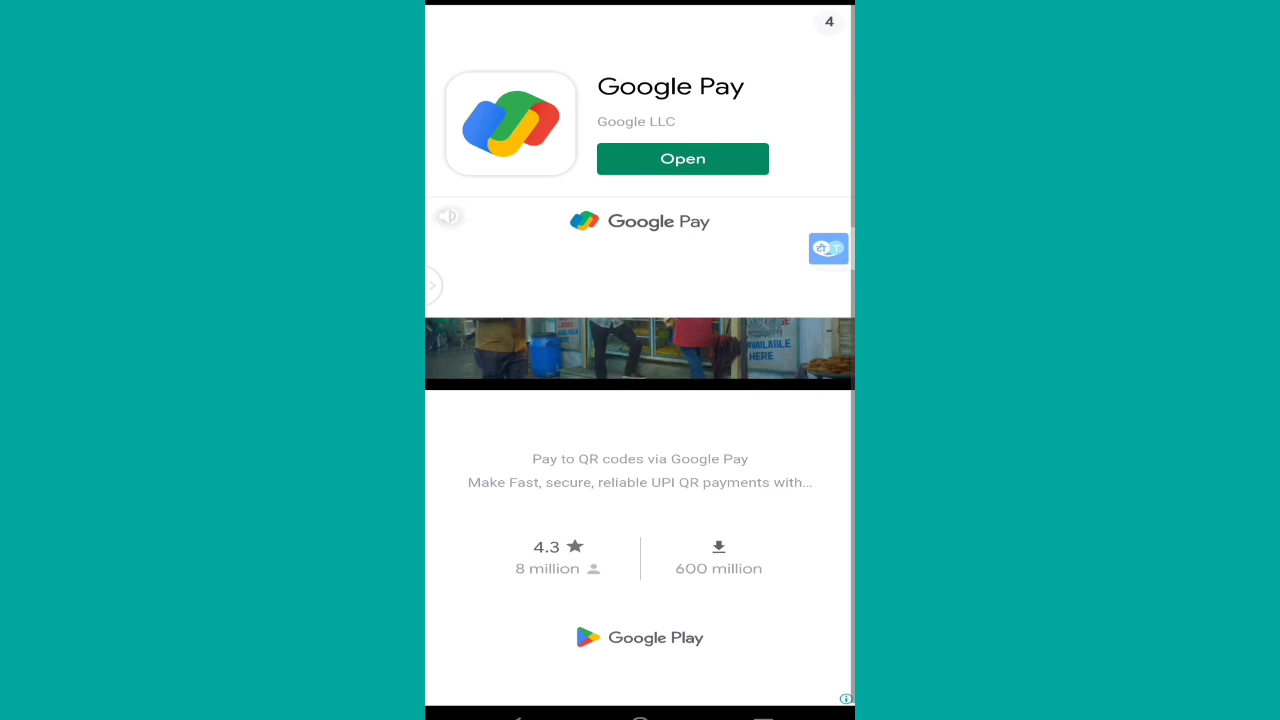 4
Google Pay
Google LLC
Open
Google Pay
टी T
AVAILABLE
HERE
Pay to QR codes via Google Pay
Make Fast, secure, reliable UPI QR payments with...
4.3
8 million
600 million
Google Play